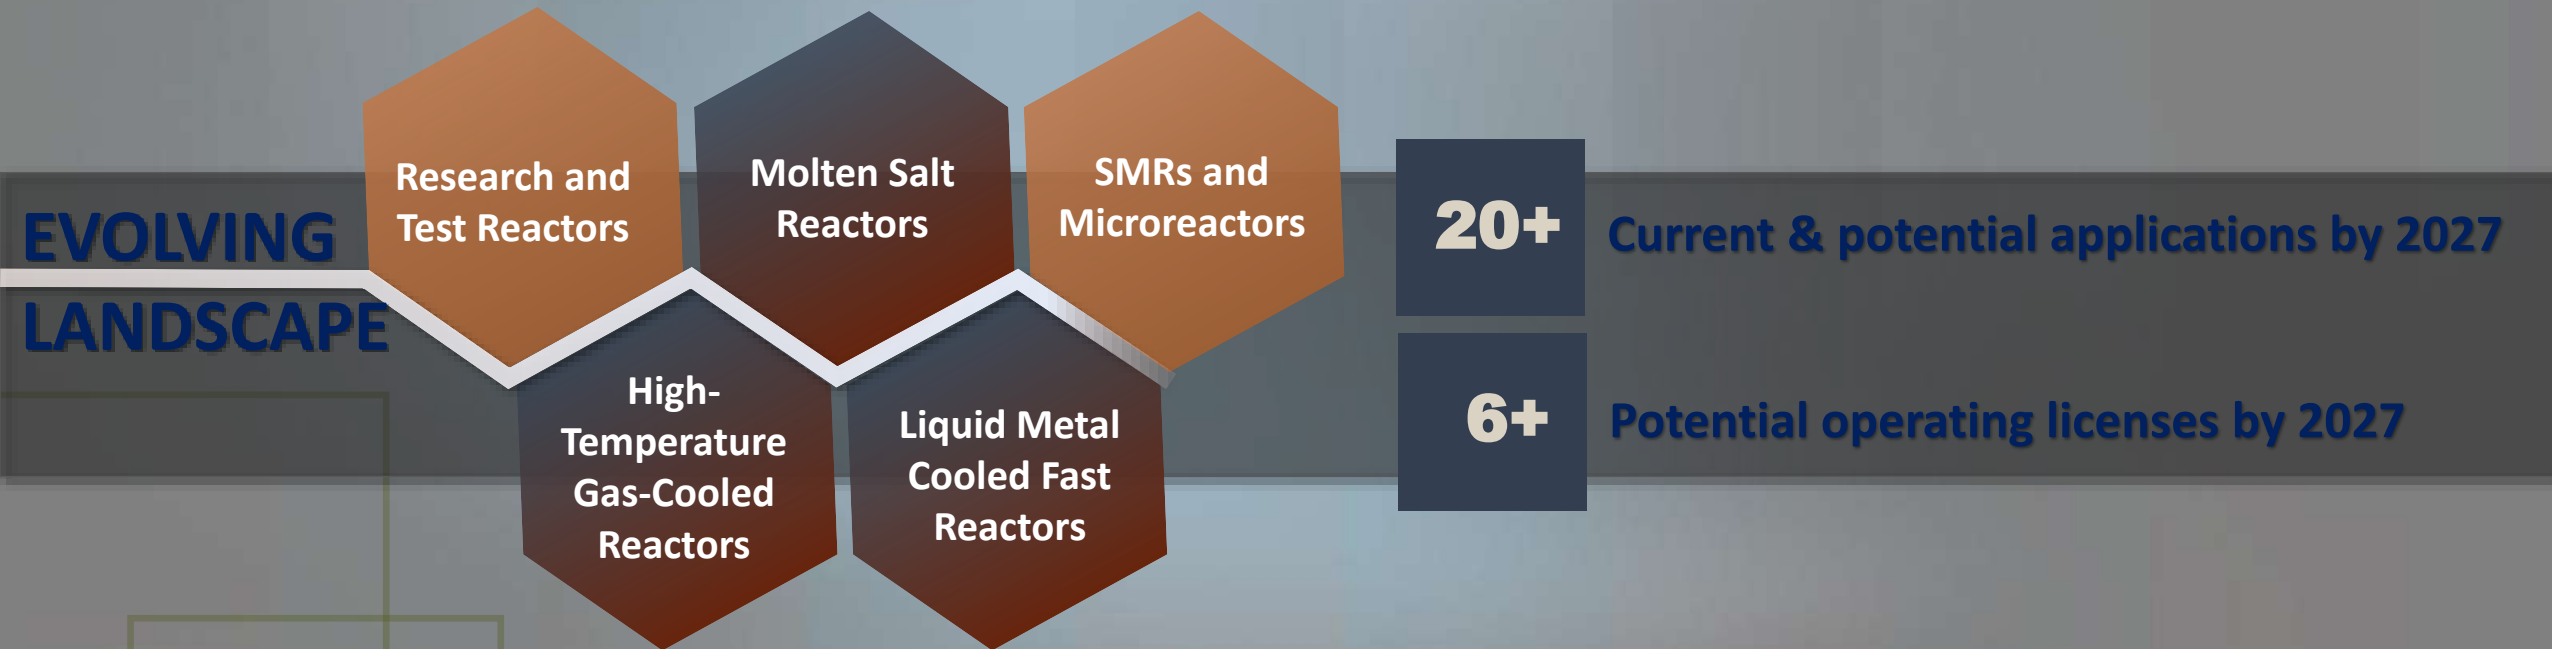 EVOLVING
LANDSCAPE
Research and
Test Reactors
Molten Salt
Reactors
SMRs and
Microreactors
High-
Temperature
Gas-Cooled
Reactors
Liquid Metal
Cooled Fast
Reactors
20+ Current & potential applications by 2027
6+ Potential operating licenses by 2027